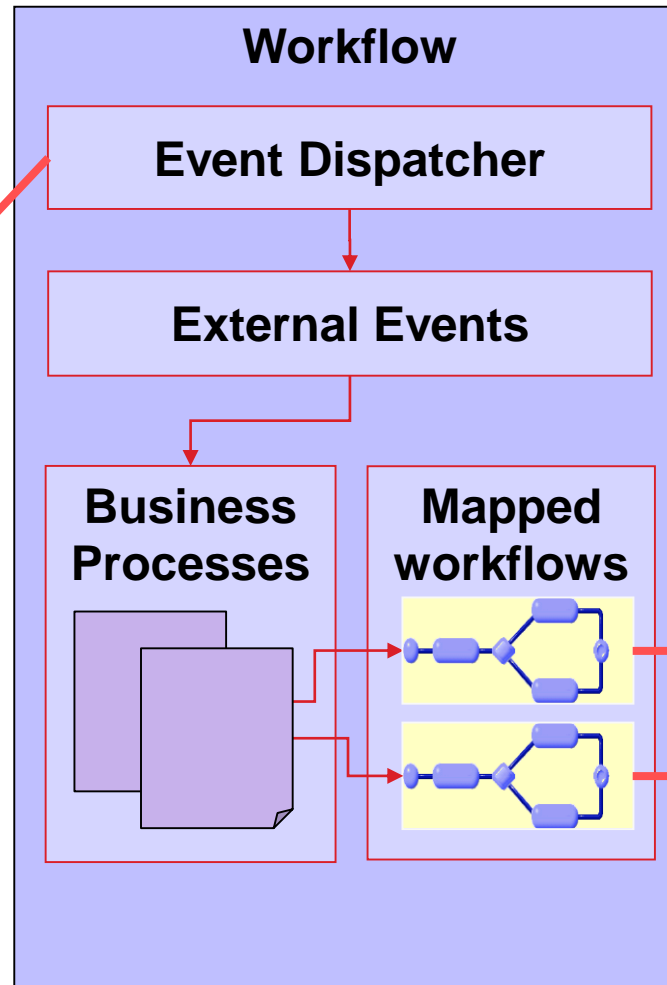 Workflow
Event Dispatcher
External Events
Business
Processes
Mapped
workflows